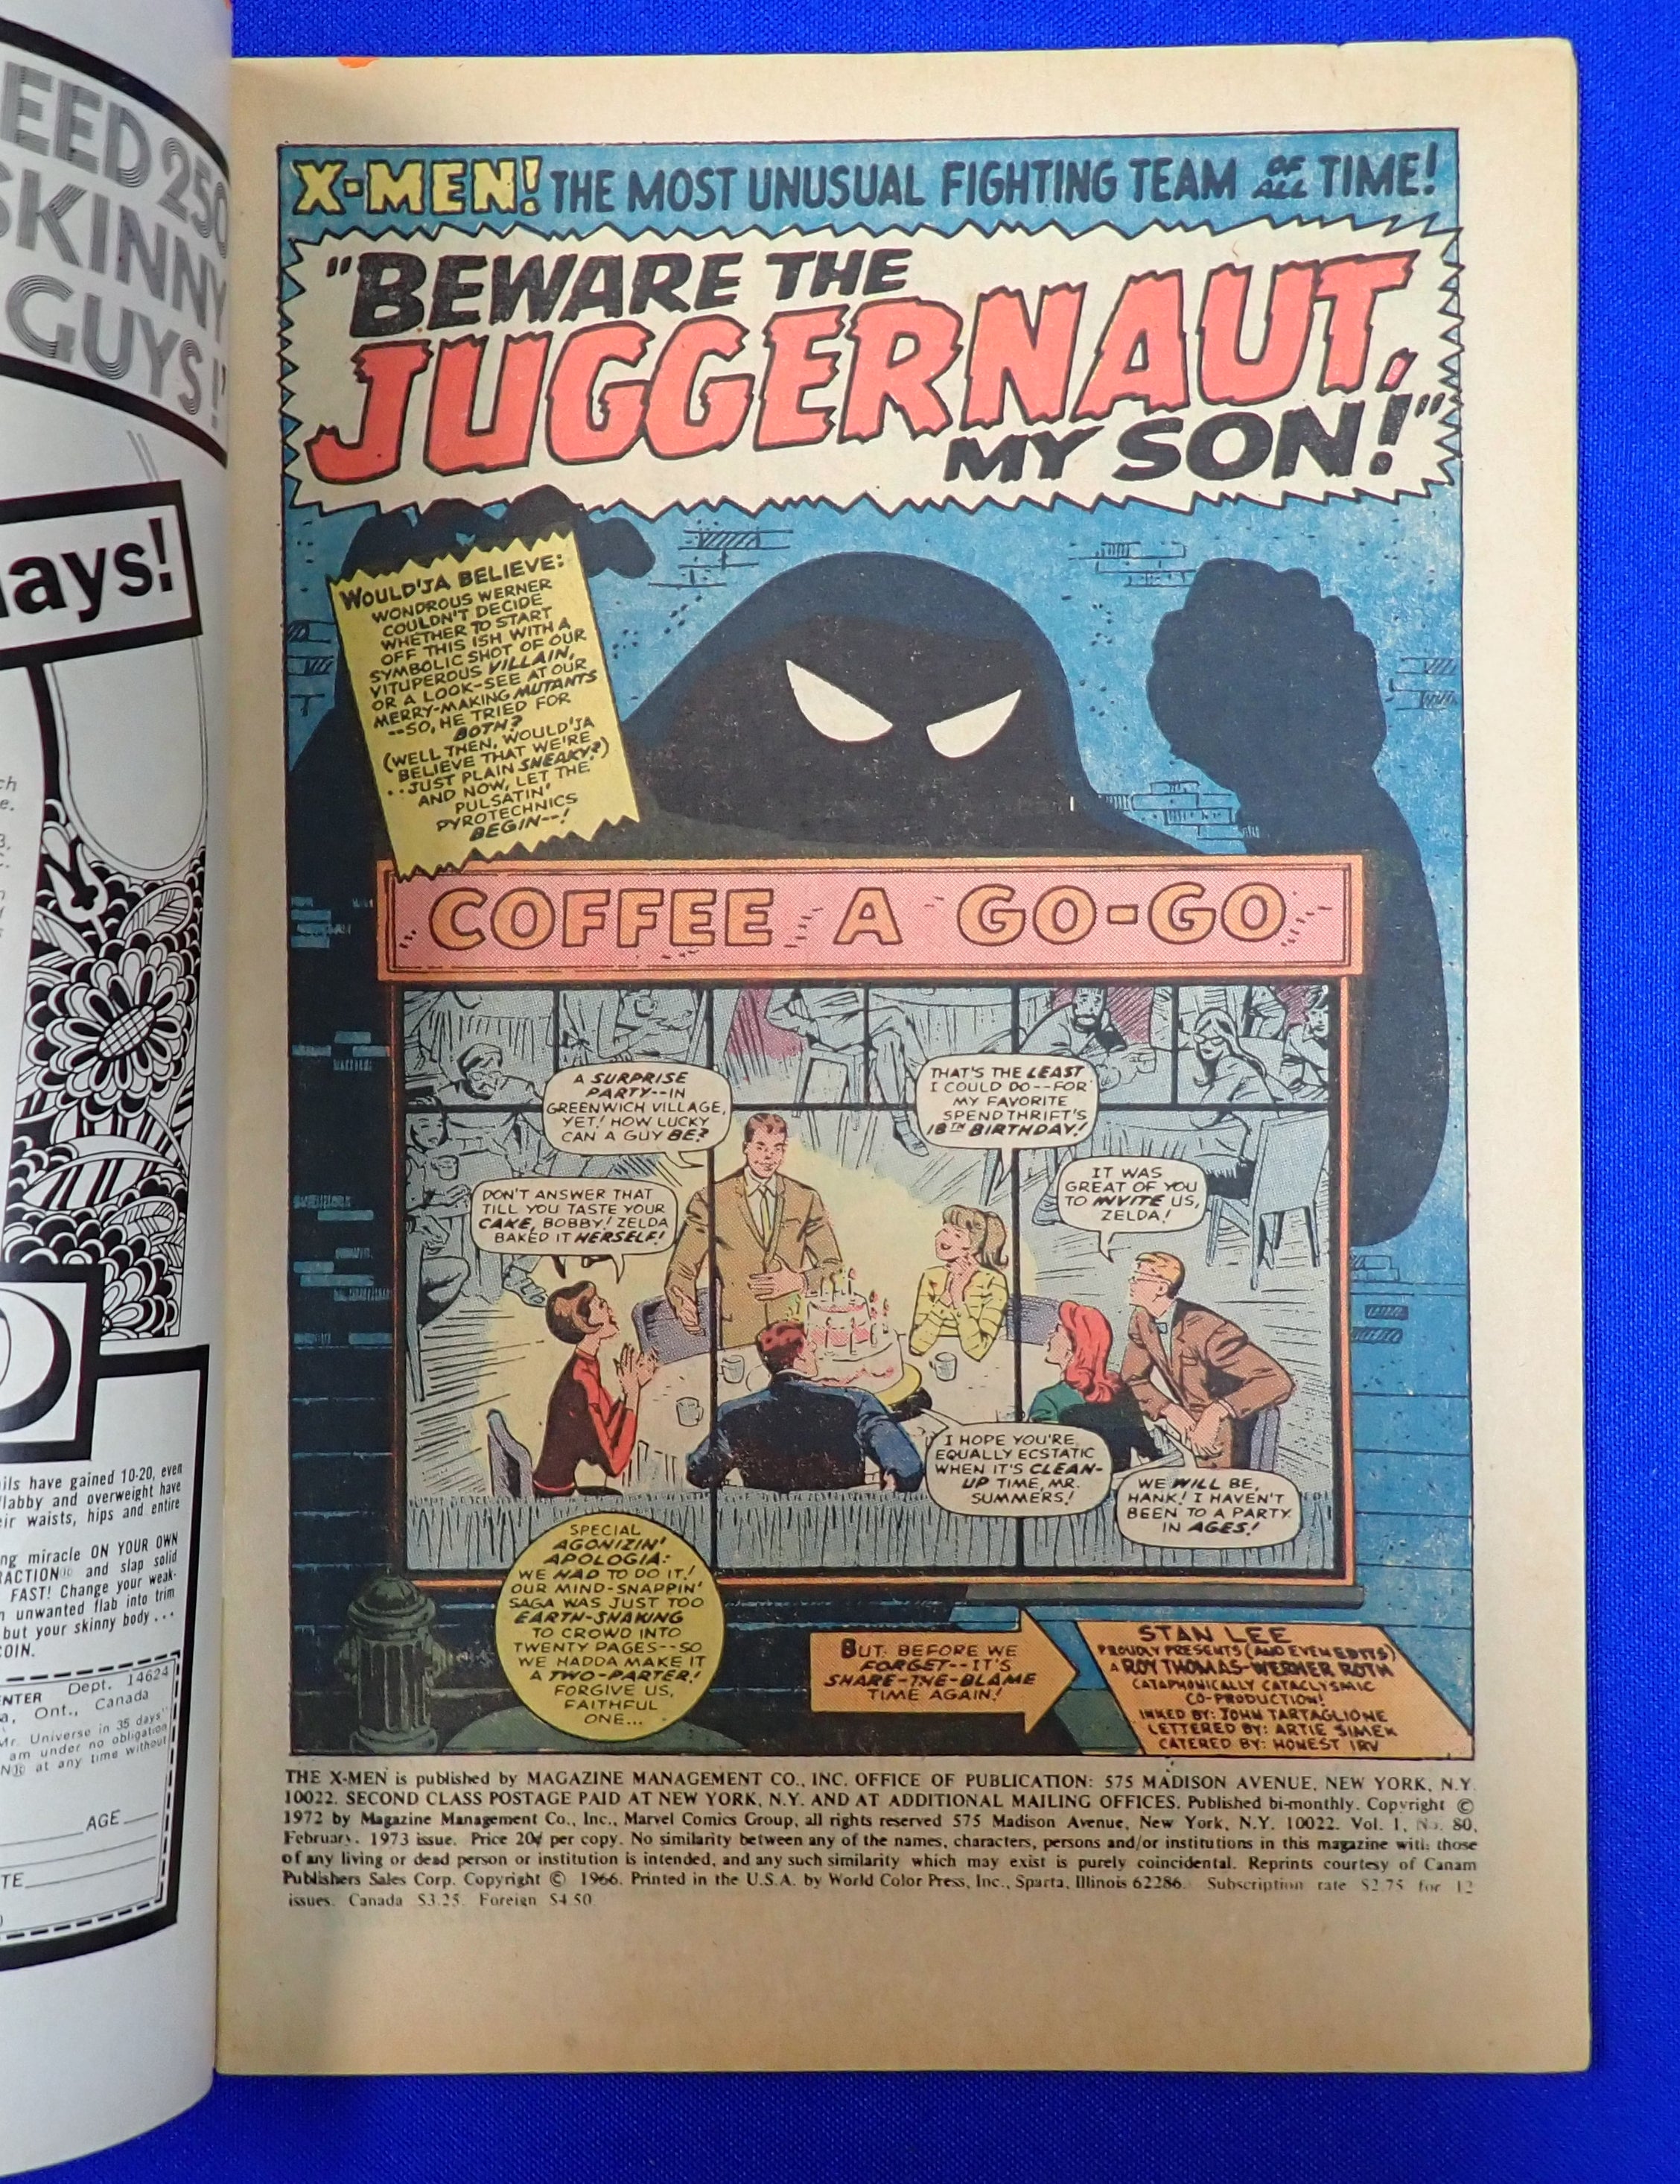 EED 250
SKINNY
GUYS!"
ays!
ils have gained 10-20, even
labby and overweight have
eir waists, hips and entire
ng miracle ON YOUR OWN
and slap solid
FAST! Change your weak-
unwanted flab into trim
but your skinny body...
COIN.
Dept. 14624
a, Ont., Canada
Mr. Universe in 35 days"
am under no obligation
at any time without
AGE
X-MEN! THE MOST UNUSUAL FIGHTING TEAM OF ALL TIME!
"BEWARE THE
JUGGERNAUT,
MY SON!"
WOULD'JA BELIEVE:
WONDROUS WERNER
COULDN'T DECIDE
WHETHER TO START
OFF THIS ISH WITH A
SYMBOLIC SHOT OF OUR
VITUPEROUS VILLAIN,
OR A LOOK-SEE AT OUR
MERRY-MAKING MUTANTS
--SO, HE TRIED FOR
BOTH?
(WELL THEN, WOULD'JA
BELIEVE THAT WE'RE
..JUST PLAIN SNEAKY?)
AND NOW, LET THE
PULSATIN'
PYROTECHNICS
BEGIN--!
COFFEE A GO-GO
A SURPRISE
PARTY--IN
GREENWICH VILLAGE,
YET! HOW LUCKY
CAN A GUY BE?
THAT'S THE LEAST
I COULD DO--FOR
MY FAVORITE
SPENDTHRIFT'S
18TH BIRTHDAY!
DON'T ANSWER THAT
TILL YOU TASTE YOUR
CAKE, BOBBY! ZELDA
BAKED IT HERSELF!
IT WAS
GREAT OF YOU
TO INVITE US,
ZELDA!
I HOPE YOU'RE
EQUALLY ECSTATIC
WHEN IT'S CLEAN-
UP TIME, MR.
SUMMERS!
WE WILL BE,
HANK! I HAVEN'T
BEEN TO A PARTY
IN AGES!
SPECIAL
AGONIZIN'
APOLOGIA:
WE HAD TO DO IT!
OUR MIND-SNAPPIN'
SAGA WAS JUST TOO
EARTH-SHAKING
TO CROWD INTO
TWENTY PAGES--SO
WE HADDA MAKE IT
A TWO-PARTER!
FORGIVE US,
FAITHFUL
ONE...
BUT, BEFORE WE
FORGET--IT'S
SHARE-THE-BLAME
TIME AGAIN!
STAN LEE
PROUDLY PRESENTS (AND EVEN EDITS)
A ROY THOMAS-WERNER ROTH
CATAPHONICALLY CATACLYSMIC
CO-PRODUCTION!
INKED BY: JOHN TARTAGLIONE
LETTERED BY: ARTIE SIMEK
CATERED BY: HONEST IRV
THE X-MEN is published by MAGAZINE MANAGEMENT CO., INC. OFFICE OF PUBLICATION: 575 MADISON AVENUE, NEW YORK, N.Y.
10022. SECOND CLASS POSTAGE PAID AT NEW YORK, N.Y. AND AT ADDITIONAL MAILING OFFICES. Published bi-monthly. Copyright ©
1972 by Magazine Management Co., Inc., Marvel Comics Group, all rights reserved 575 Madison Avenue, New York, N.Y. 10022. Vol. 1, No. 80,
February, 1973 issue. Price 20¢ per copy. No similarity between any of the names, characters, persons and/or institutions in this magazine with those
of any living or dead person or institution is intended, and any such similarity which may exist is purely coincidental. Reprints courtesy of Canam
Publishers Sales Corp. Copyright © 1966. Printed in the U.S.A. by World Color Press, Inc., Sparta, Illinois 62286. Subscription rate $2.75 for 12
issues. Canada $3.25. Foreign $4.50.